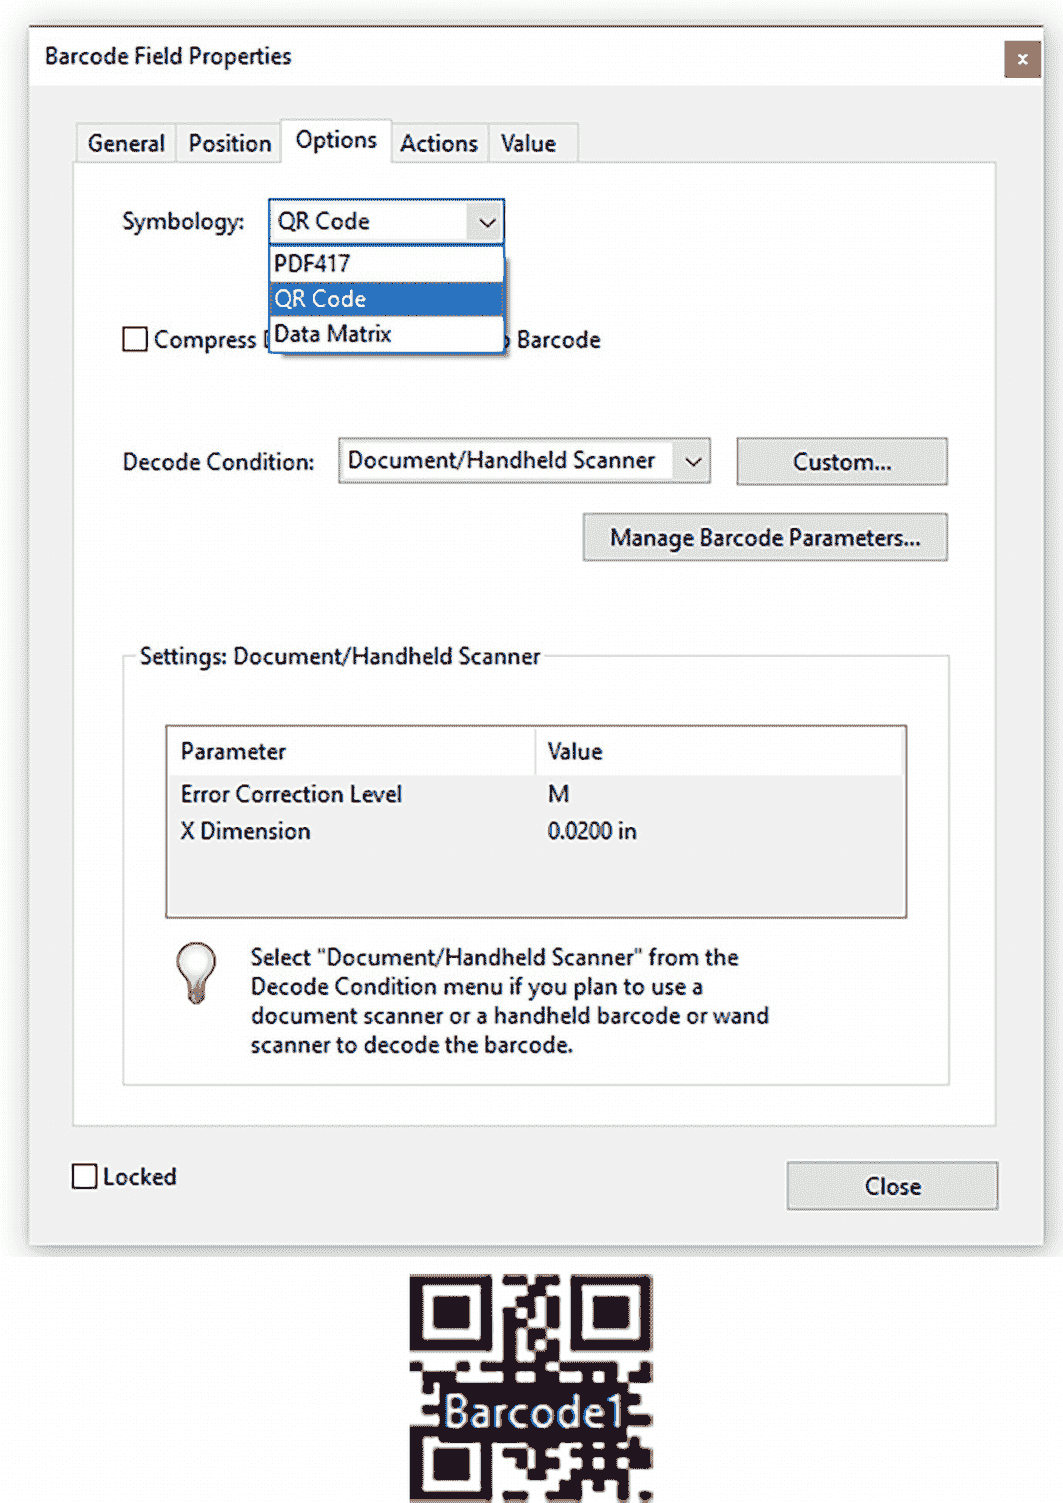 Barcode Field Properties
x
General Position Options Actions Value
Symbology: QR Code
PDF417
QR Code
Data Matrix
Compress Barcode
Decode Condition: Document/Handheld Scanner Custom...
Manage Barcode Parameters...
Settings: Document/Handheld Scanner
Parameter Value
Error Correction Level M
X Dimension 0.0200 in
Select "Document/Handheld Scanner" from the
Decode Condition menu if you plan to use a
document scanner or a handheld barcode or wand
scanner to decode the barcode.
Locked Close
Barcode1